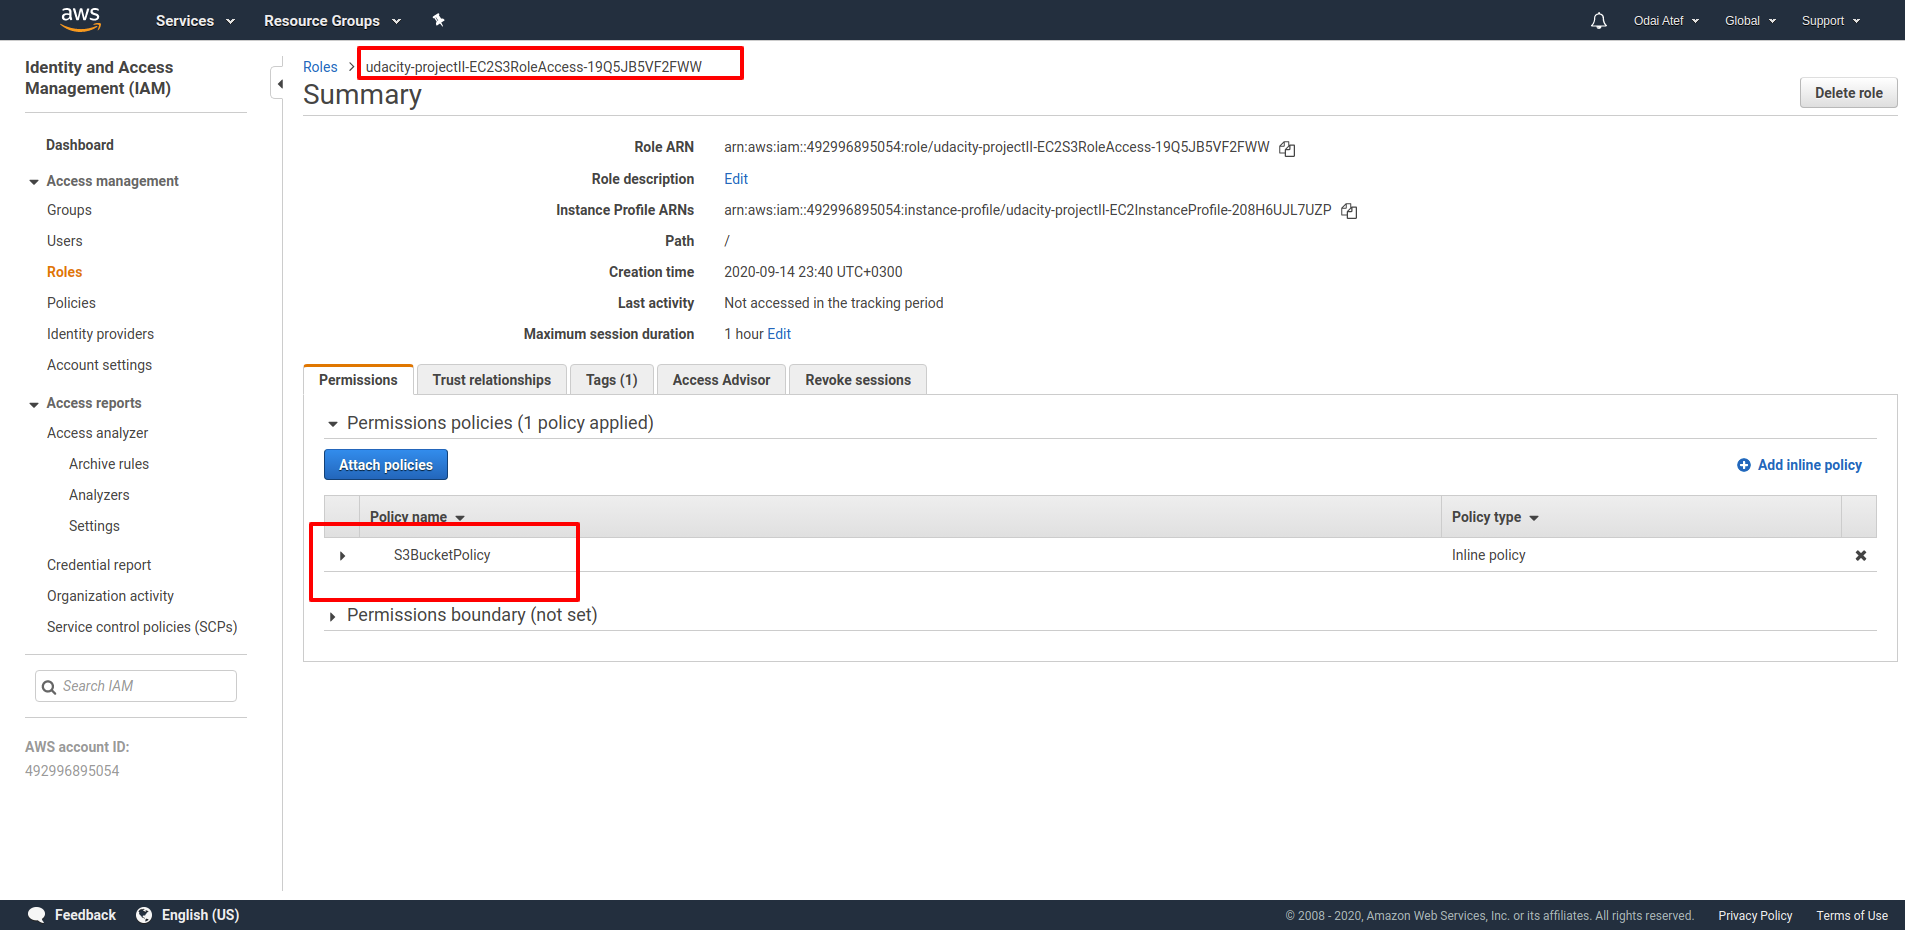 aws Services Resource Groups Odai Atef Global Support
Identity and Access
Management (IAM)
Dashboard
Access management
Groups
Users
Roles
Policies
Identity providers
Account settings
Access reports
Access analyzer
Archive rules
Analyzers
Settings
Credential report
Organization activity
Service control policies (SCPs)
Search IAM
AWS account ID:
492996895054
Roles > udacity-projectII-EC2S3RoleAccess-19Q5JB5VF2FWW
Summary
Delete role
Role ARN arn:aws:iam::492996895054:role/udacity-projectII-EC2S3RoleAccess-19Q5JB5VF2FWW
Role description Edit
Instance Profile ARNs arn:aws:iam::492996895054:instance-profile/udacity-projectII-EC2InstanceProfile-208H6UJL7UZP
Path /
Creation time 2020-09-14 23:40 UTC+0300
Last activity Not accessed in the tracking period
Maximum session duration 1 hour Edit
Permissions Trust relationships Tags (1) Access Advisor Revoke sessions
Permissions policies (1 policy applied)
Attach policies Add inline policy
Policy name Policy type
S3BucketPolicy Inline policy
Permissions boundary (not set)
Feedback English (US) © 2008 - 2020, Amazon Web Services, Inc. or its affiliates. All rights reserved. Privacy Policy Terms of Use